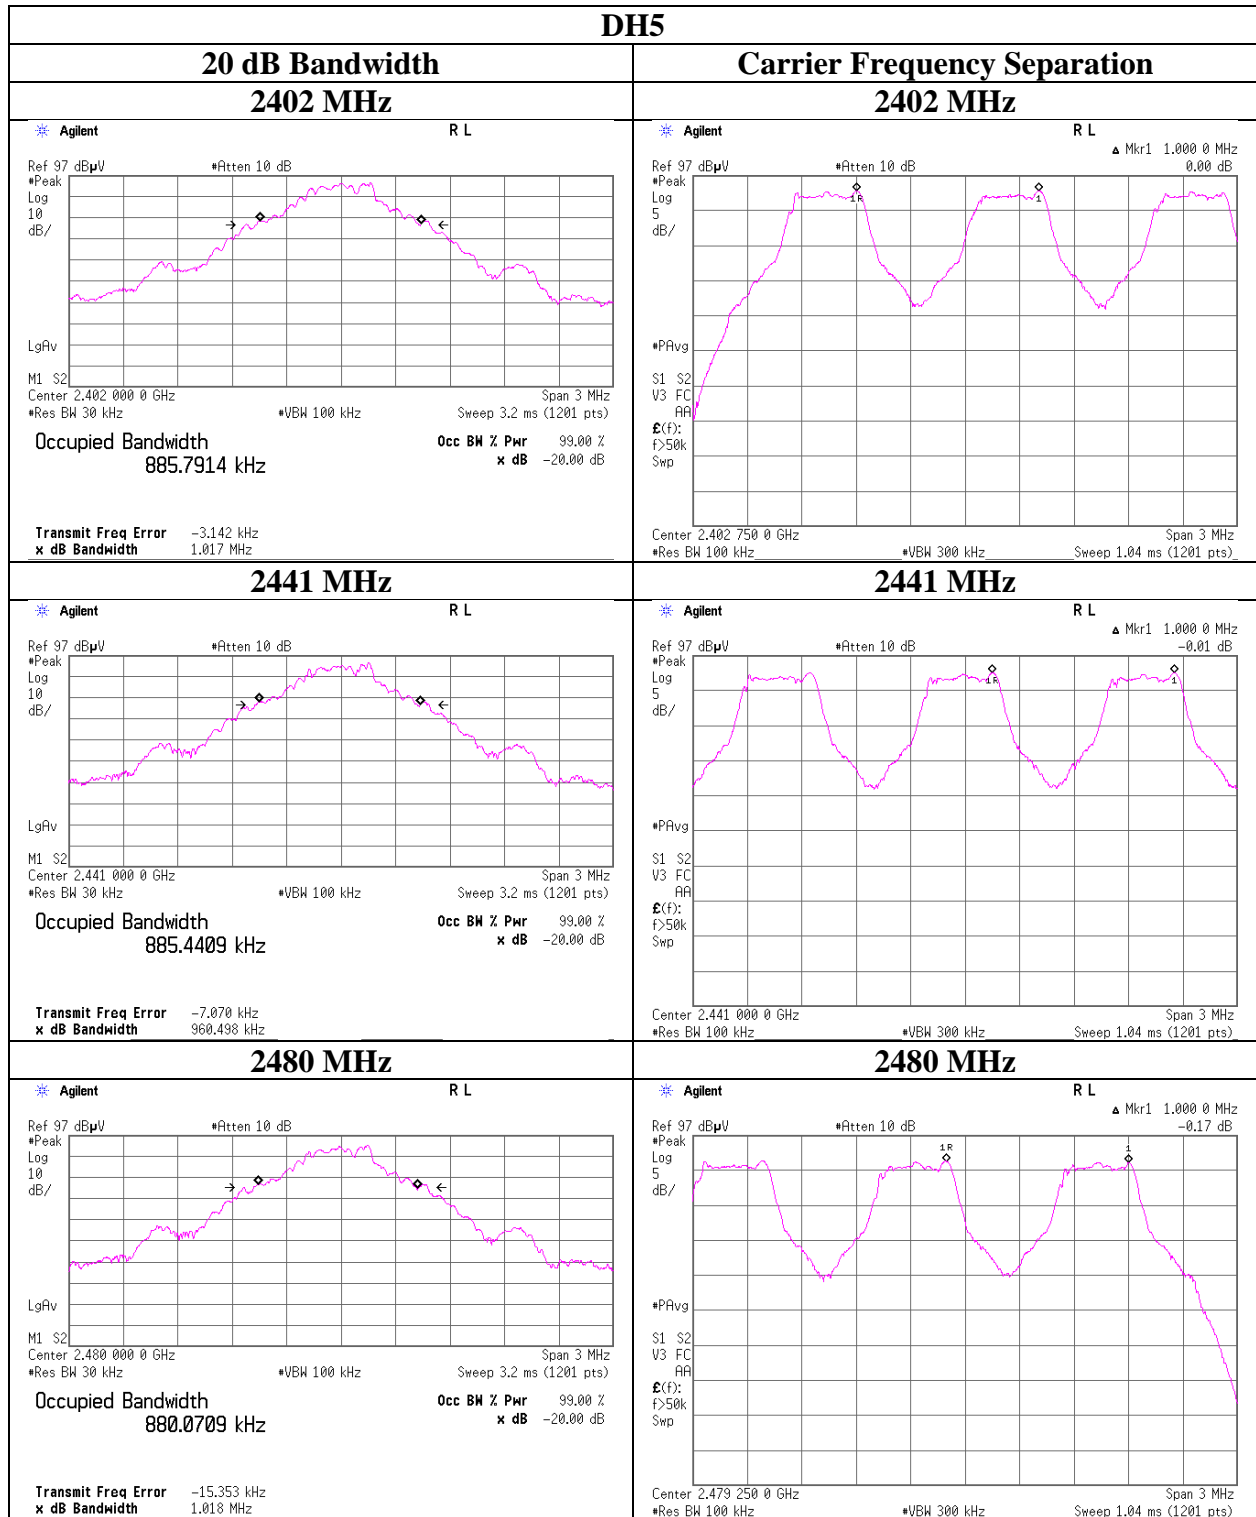 DH5
20 dB Bandwidth
Carrier Frequency Separation
2402 MHz
2402 MHz
Agilent
R L
Ref 97 dBµV
#Atten 10 dB
#Peak
Log
10
dB/
LgAv
M1 S2
Center 2.402 000 0 GHz
Span 3 MHz
#Res BW 30 kHz
#VBW 100 kHz
Sweep 3.2 ms (1201 pts)
Occupied Bandwidth
885.7914 kHz
Occ BW % Pwr 99.00 %
x dB -20.00 dB
Transmit Freq Error -3.142 kHz
x dB Bandwidth 1.017 MHz
Agilent
R L
Δ Mkr1 1.000 0 MHz
Ref 97 dBµV
#Atten 10 dB
0.00 dB
#Peak
Log
5
dB/
1R
1
#PAvg
S1 S2
V3 FC
AA
£(f):
f>50k
Swp
Center 2.402 750 0 GHz
Span 3 MHz
#Res BW 100 kHz
#VBW 300 kHz
Sweep 1.04 ms (1201 pts)
2441 MHz
2441 MHz
Agilent
R L
Ref 97 dBµV
#Atten 10 dB
#Peak
Log
10
dB/
LgAv
M1 S2
Center 2.441 000 0 GHz
Span 3 MHz
#Res BW 30 kHz
#VBW 100 kHz
Sweep 3.2 ms (1201 pts)
Occupied Bandwidth
885.4409 kHz
Occ BW % Pwr 99.00 %
x dB -20.00 dB
Transmit Freq Error -7.070 kHz
x dB Bandwidth 960.498 kHz
Agilent
R L
Δ Mkr1 1.000 0 MHz
Ref 97 dBµV
#Atten 10 dB
-0.01 dB
#Peak
Log
5
dB/
1R
1
#PAvg
S1 S2
V3 FC
AA
£(f):
f>50k
Swp
Center 2.441 000 0 GHz
Span 3 MHz
#Res BW 100 kHz
#VBW 300 kHz
Sweep 1.04 ms (1201 pts)
2480 MHz
2480 MHz
Agilent
R L
Ref 97 dBµV
#Atten 10 dB
#Peak
Log
10
dB/
LgAv
M1 S2
Center 2.480 000 0 GHz
Span 3 MHz
#Res BW 30 kHz
#VBW 100 kHz
Sweep 3.2 ms (1201 pts)
Occupied Bandwidth
880.0709 kHz
Occ BW % Pwr 99.00 %
x dB -20.00 dB
Transmit Freq Error -15.353 kHz
x dB Bandwidth 1.018 MHz
Agilent
R L
Δ Mkr1 1.000 0 MHz
Ref 97 dBµV
#Atten 10 dB
-0.17 dB
#Peak
Log
5
dB/
1R
1
#PAvg
S1 S2
V3 FC
AA
£(f):
f>50k
Swp
Center 2.479 250 0 GHz
Span 3 MHz
#Res BW 100 kHz
#VBW 300 kHz
Sweep 1.04 ms (1201 pts)